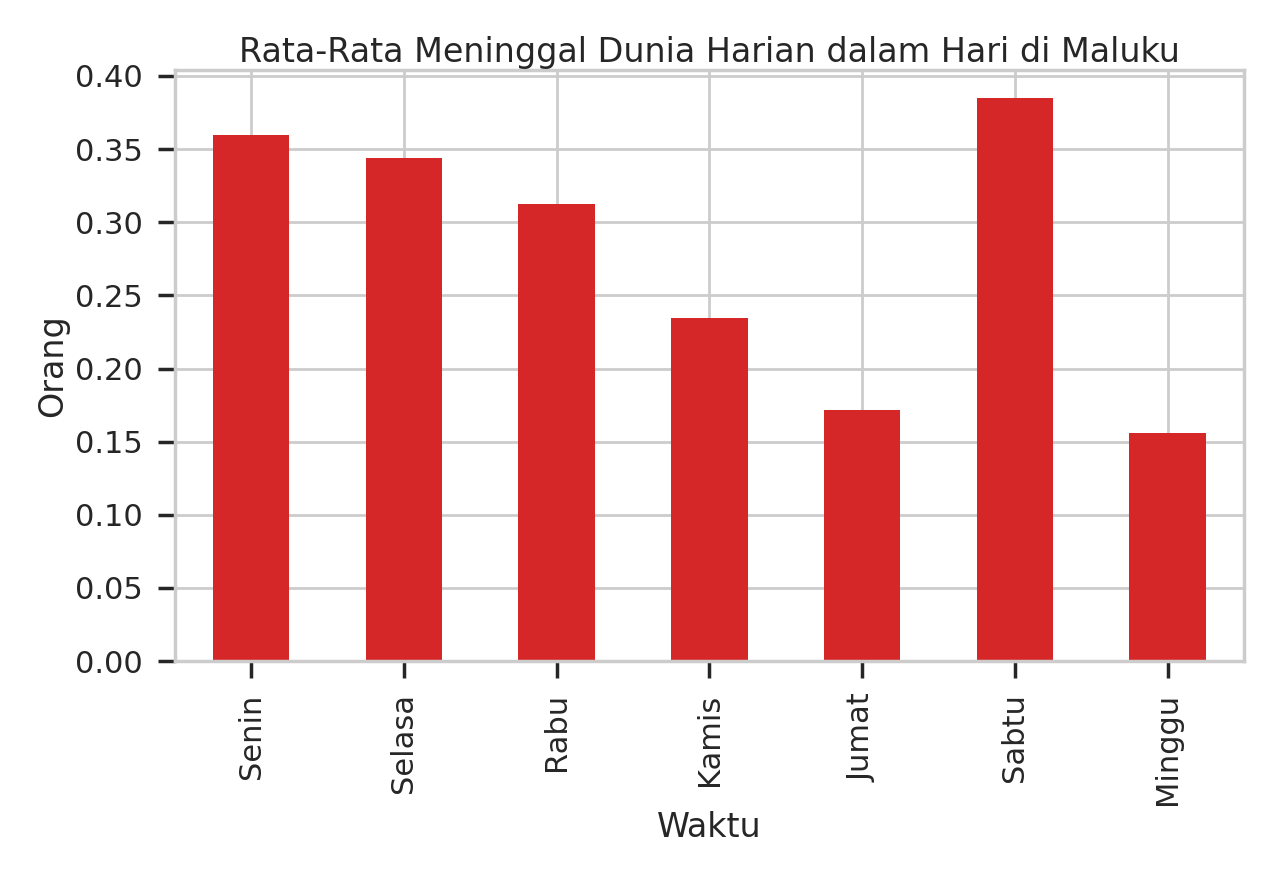 Rata-Rata Meninggal Dunia Harian dalam Hari di Maluku
0.40
0.35
0.30
0.25
0.20
0.15
0.10
0.05
0.00
Orang
Senin
Selasa
Rabu
Kamis
Jumat
Sabtu
Minggu
Waktu